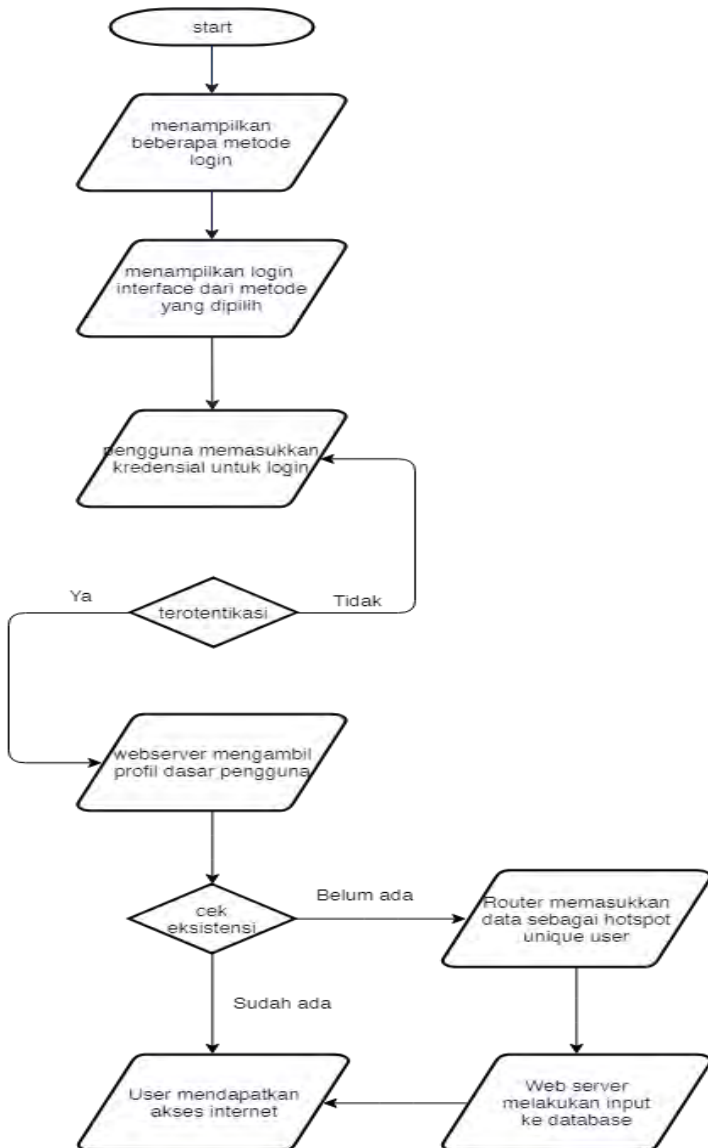 start
menampilkan
beberapa metode
login
menampilkan login
interface dari metode
yang dipilih
pengguna memasukkan
kredensial untuk login
Ya
terotentikasi
Tidak
webserver mengambil
profil dasar pengguna
cek
eksistensi
Belum ada
Router memasukkan
data sebagai hotspot
unique user
Sudah ada
User mendapatkan
akses internet
Web server
melakukan input
ke database